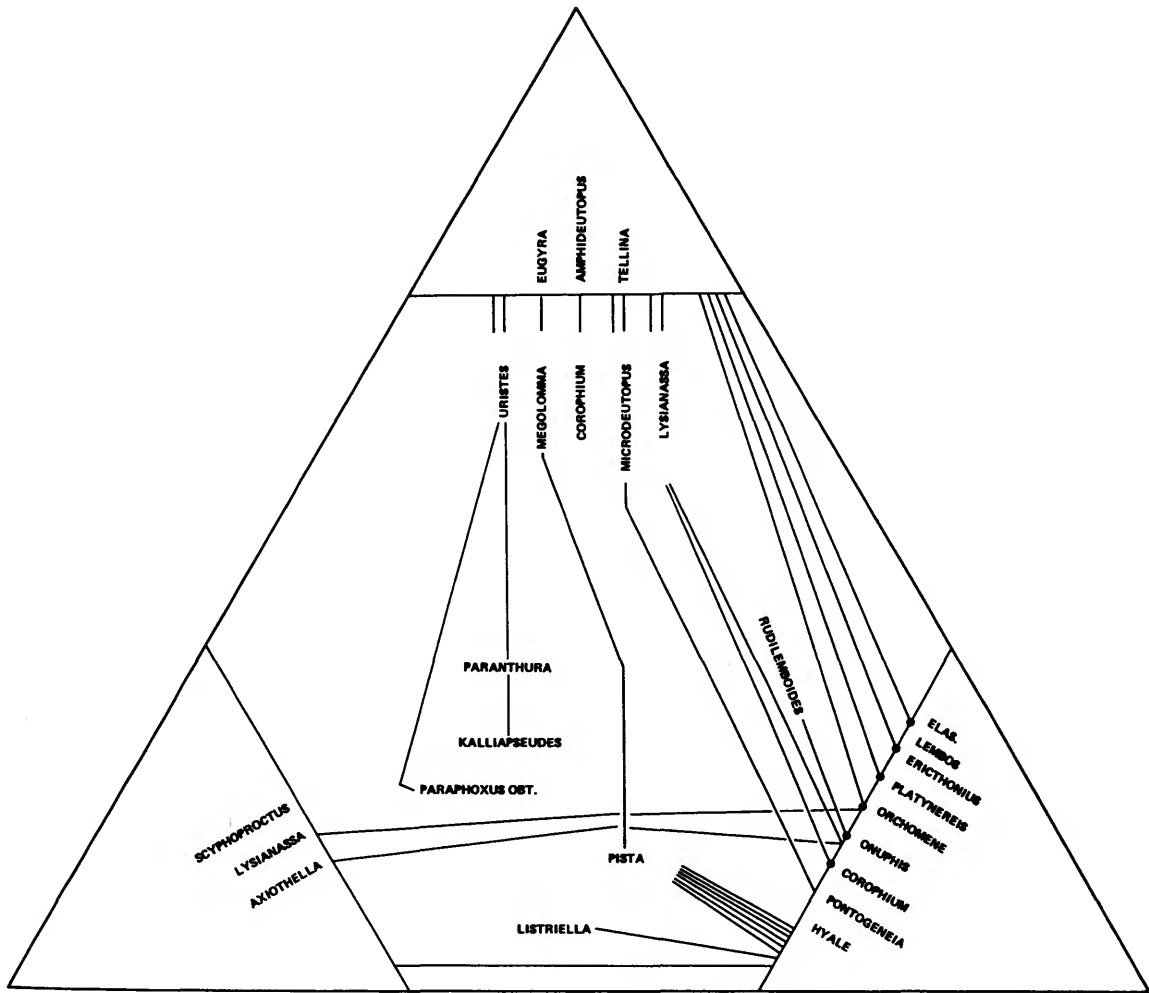 EUGYRA
AMPHIDEUTOPUS
TELLINA
URISTES
MEGOLOMMA
COROPHIUM
MICRODEUTOPUS
LYSIANASSA
RUDILEMBOIDES
PARANTHURA
KALLIAPSEUDES
PARAPHOXUS OBT.
PISTA
LISTRIELLA
SCYPHOPROCTUS
LYSIANASSA
AXIOTHELLA
ELAS.
LEMBOS
ERICTHONIUS
PLATYNEREIS
ORCHOMENE
ONUPHIS
COROPHIUM
PONTOGENEIA
HYALE